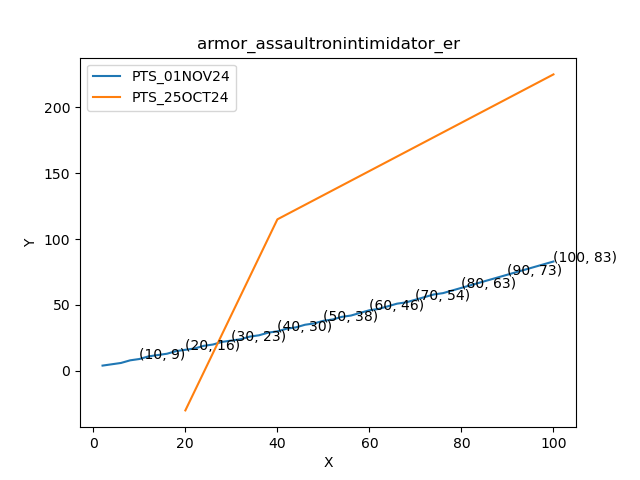 armor_assaultronintimidator_er
PTS_01NOV24
PTS_25OCT24
Y
200
150
100
50
0
(100, 83)
(90, 73)
(80, 63)
(70, 54)
(60, 46)
(50, 38)
(40, 30)
(30, 23)
(20, 16)
(10, 9)
0 20 40 60 80 100
X